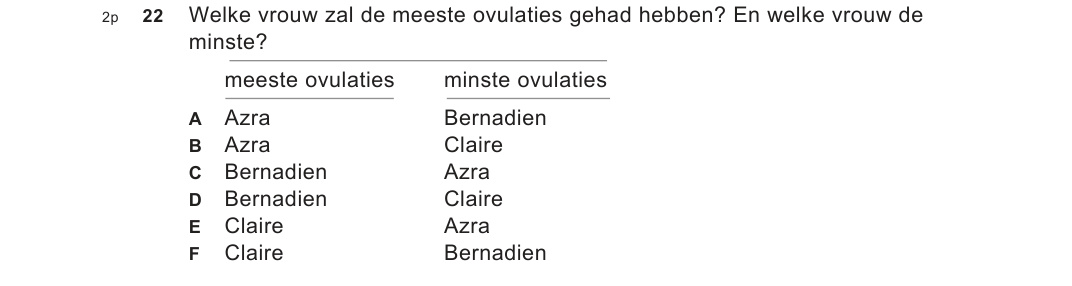 2p 22 Welke vrouw zal de meeste ovulaties gehad hebben? En welke vrouw de
minste?
meeste ovulaties minste ovulaties
A Azra Bernadien
B Azra Claire
C Bernadien Azra
D Bernadien Claire
E Claire Azra
F Claire Bernadien